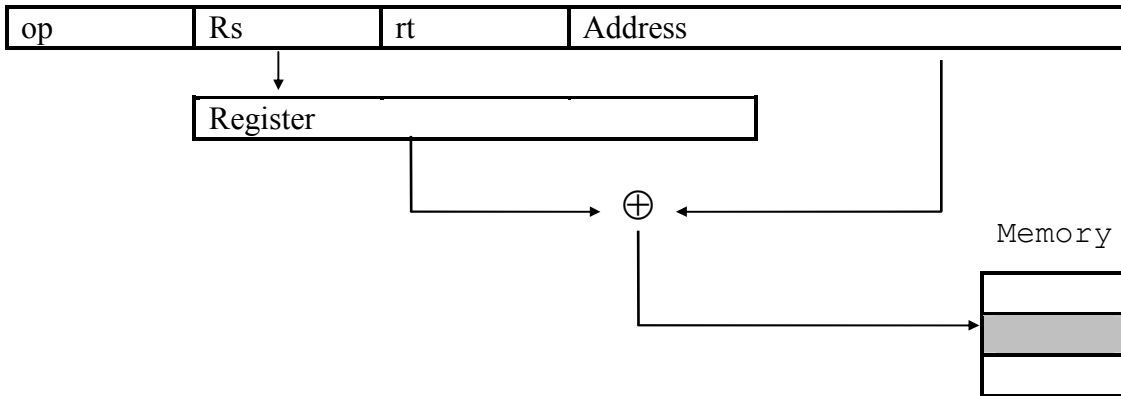 op Rs rt Address
Register
⊕
Memory